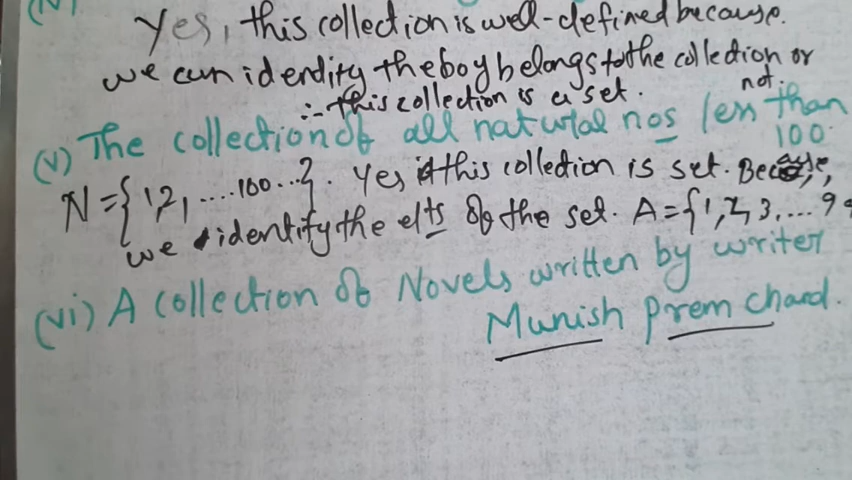 (iv)
Yes, this collection is well-defined because.
we can identity the boy belongs to the collection or
not.
∴ this collection is a set.
(v) The collection of all natural nos less than
100.
N = {1,2, ....100...}. Yes this collection is set. Because,
we identify the elts of the set. A = {1, 2, 3, .... 99
(vi) A collection of Novels written by writer
Munish prem chand.